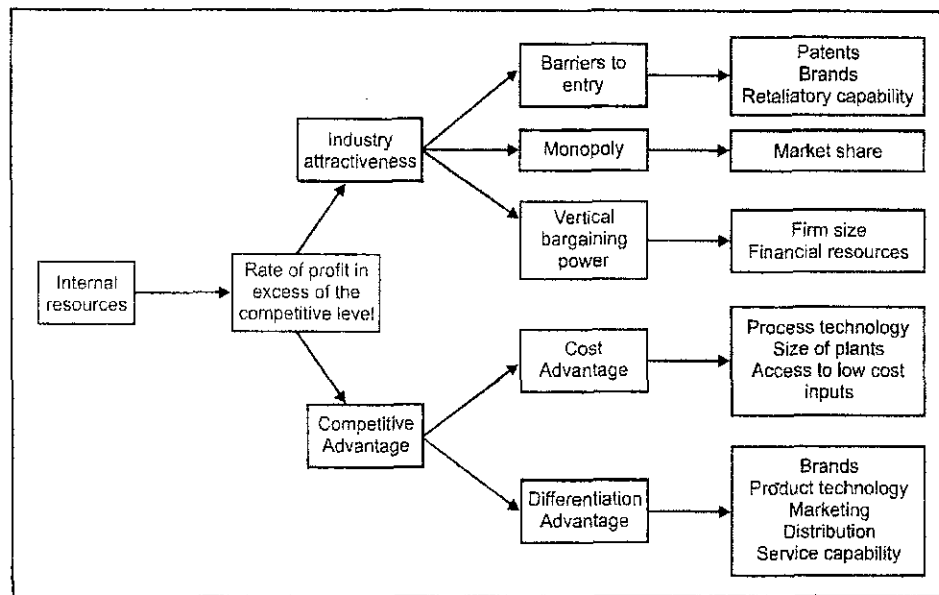 Internal
resources
Rate of profit in
excess of the
competitive level
Industry
attractiveness
Competitive
Advantage
Barriers to
entry
Monopoly
Vertical
bargaining
power
Cost
Advantage
Differentiation
Advantage
Patents
Brands
Retaliatory capability
Market share
Firm size
Financial resources
Process technology
Size of plants
Access to low cost
inputs
Brands
Product technology
Marketing
Distribution
Service capability